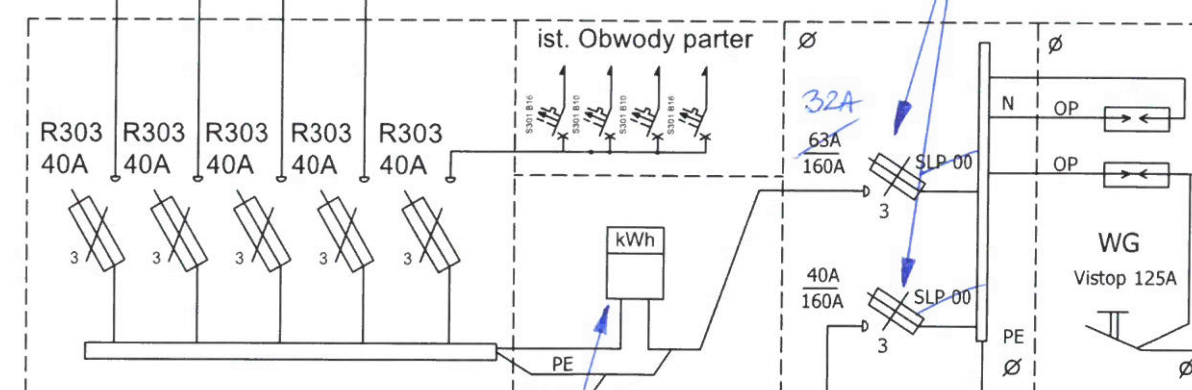 ist. Obwody parter
S301 B16
S301 B10
S301 B10
S301 B16
R303 R303 R303 R303 R303
40A 40A 40A 40A 40A
3 3 3 3 3
kWh
PE
Ø
32A
63A
160A
SLP 00
3
40A
160A
SLP 00
3
N
PE
Ø
Ø
OP
OP
WG
Vistop 125A
Ø